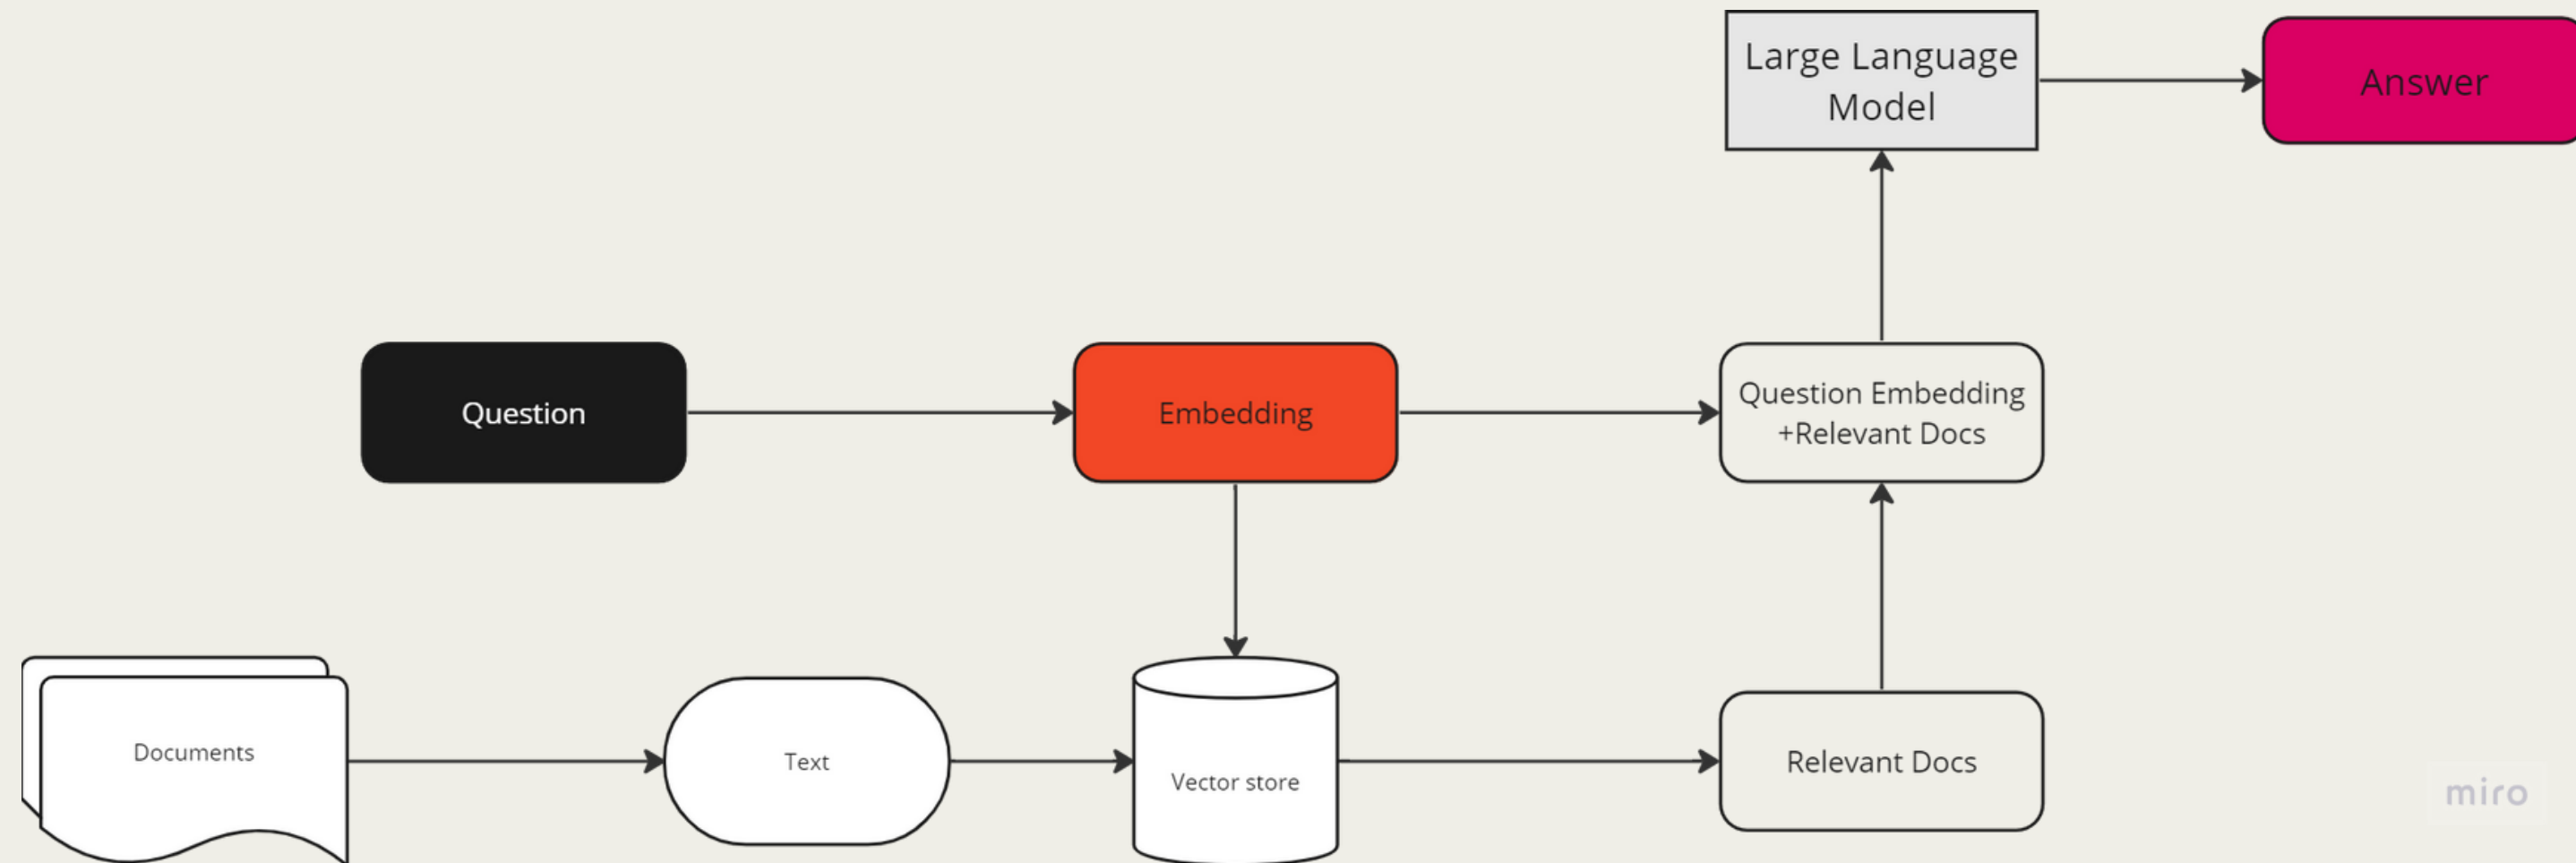 Large Language
Model
Answer
Question
Embedding
Question Embedding
+Relevant Docs
Documents
Text
Vector store
Relevant Docs
miro